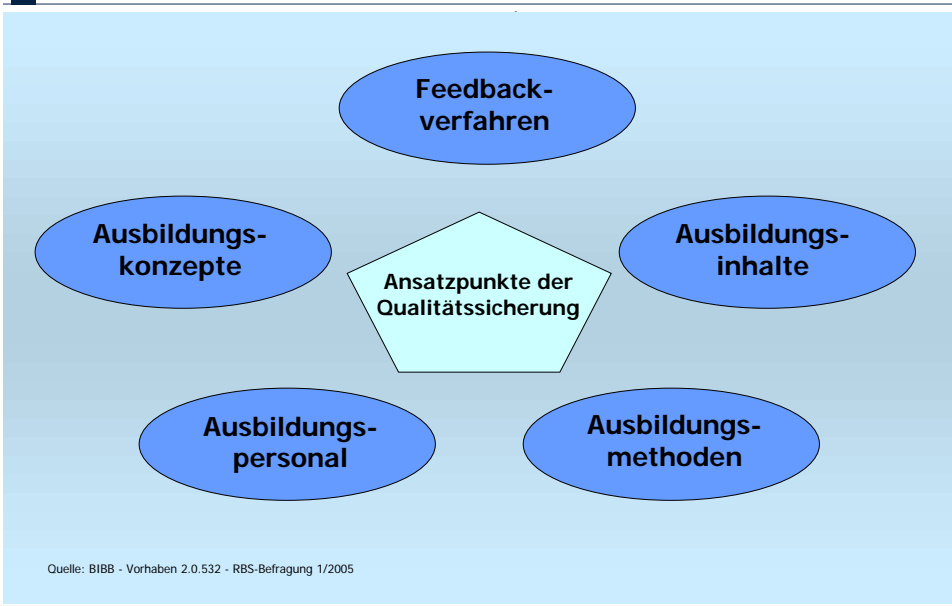 Feedback-
verfahren
Ausbildungs-
konzepte
Ausbildungs-
inhalte
Ansatzpunkte der
Qualitätssicherung
Ausbildungs-
personal
Ausbildungs-
methoden
Quelle: BIBB - Vorhaben 2.0.532 - RBS-Befragung 1/2005